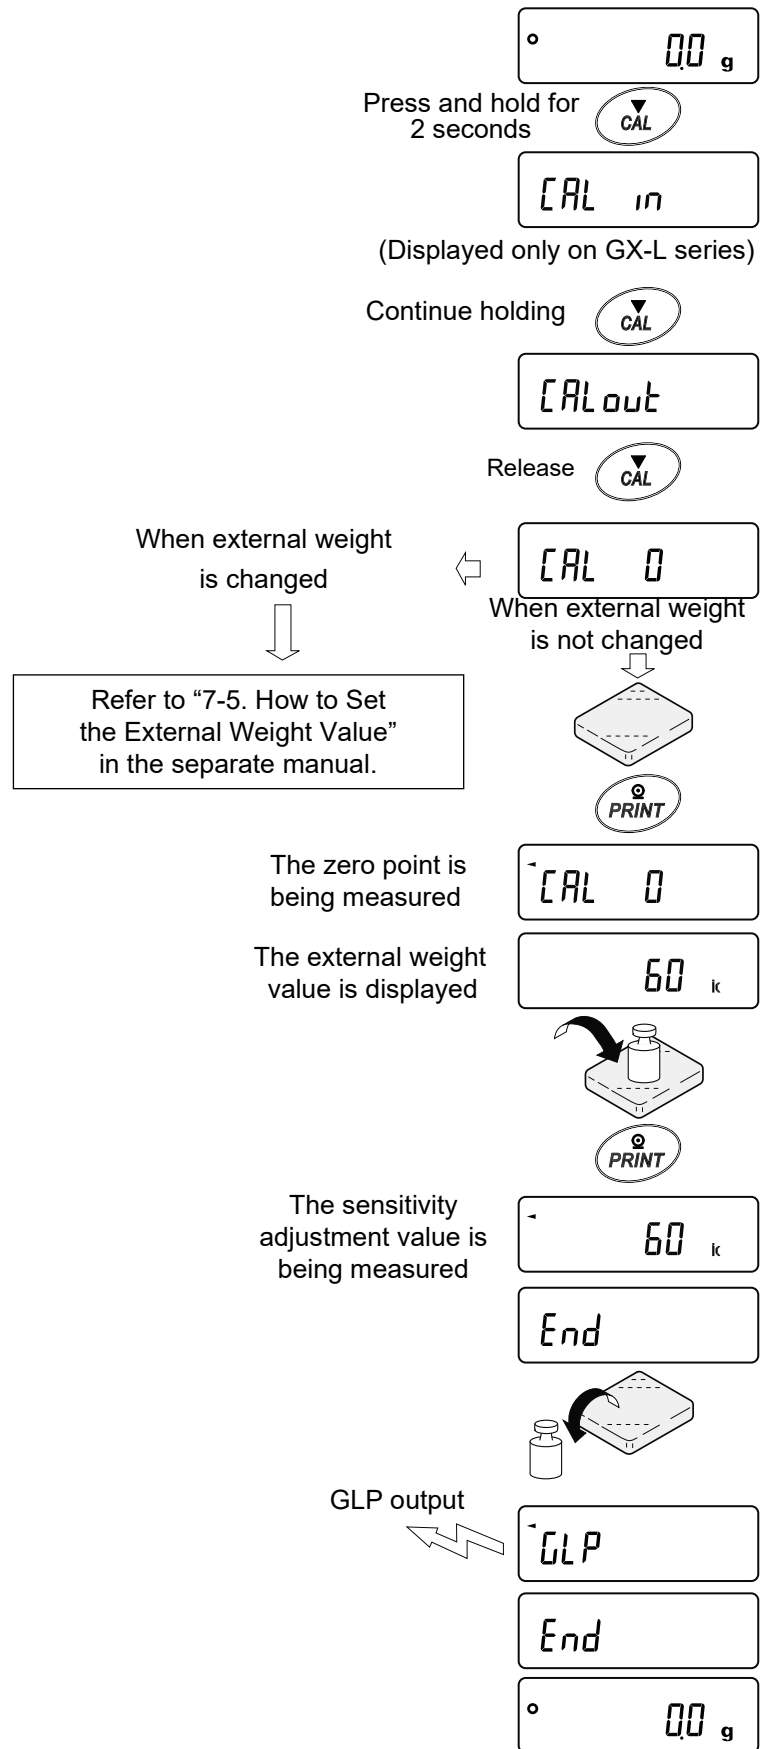 0.0 g
Press and hold for
2 seconds
CAL
CAL in
(Displayed only on GX-L series)
Continue holding
CAL
CALout
Release
CAL
When external weight
is changed
CAL 0
When external weight
is not changed
Refer to “7-5. How to Set
the External Weight Value”
in the separate manual.
PRINT
The zero point is
being measured
CAL 0
The external weight
value is displayed
60
PRINT
The sensitivity
adjustment value is
being measured
60
End
GLP output
GLP
End
0.0 g